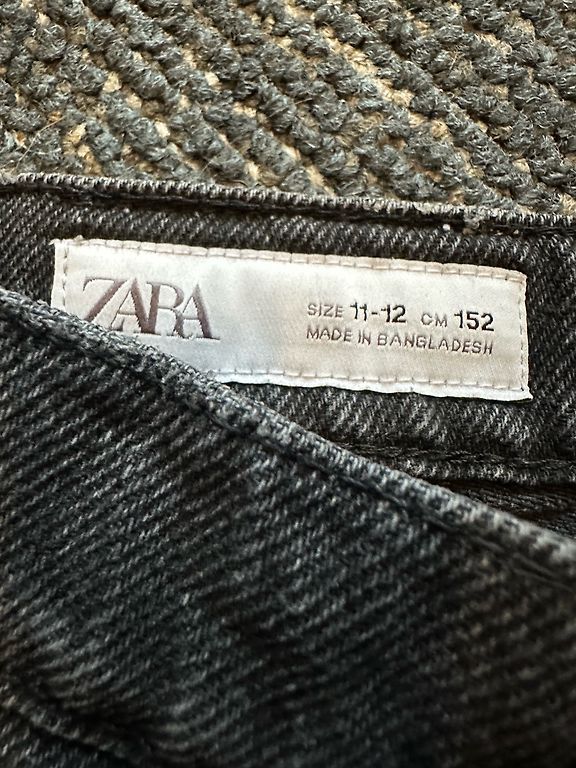 ZARA
SIZE 11-12 CM 152
MADE IN BANGLADESH